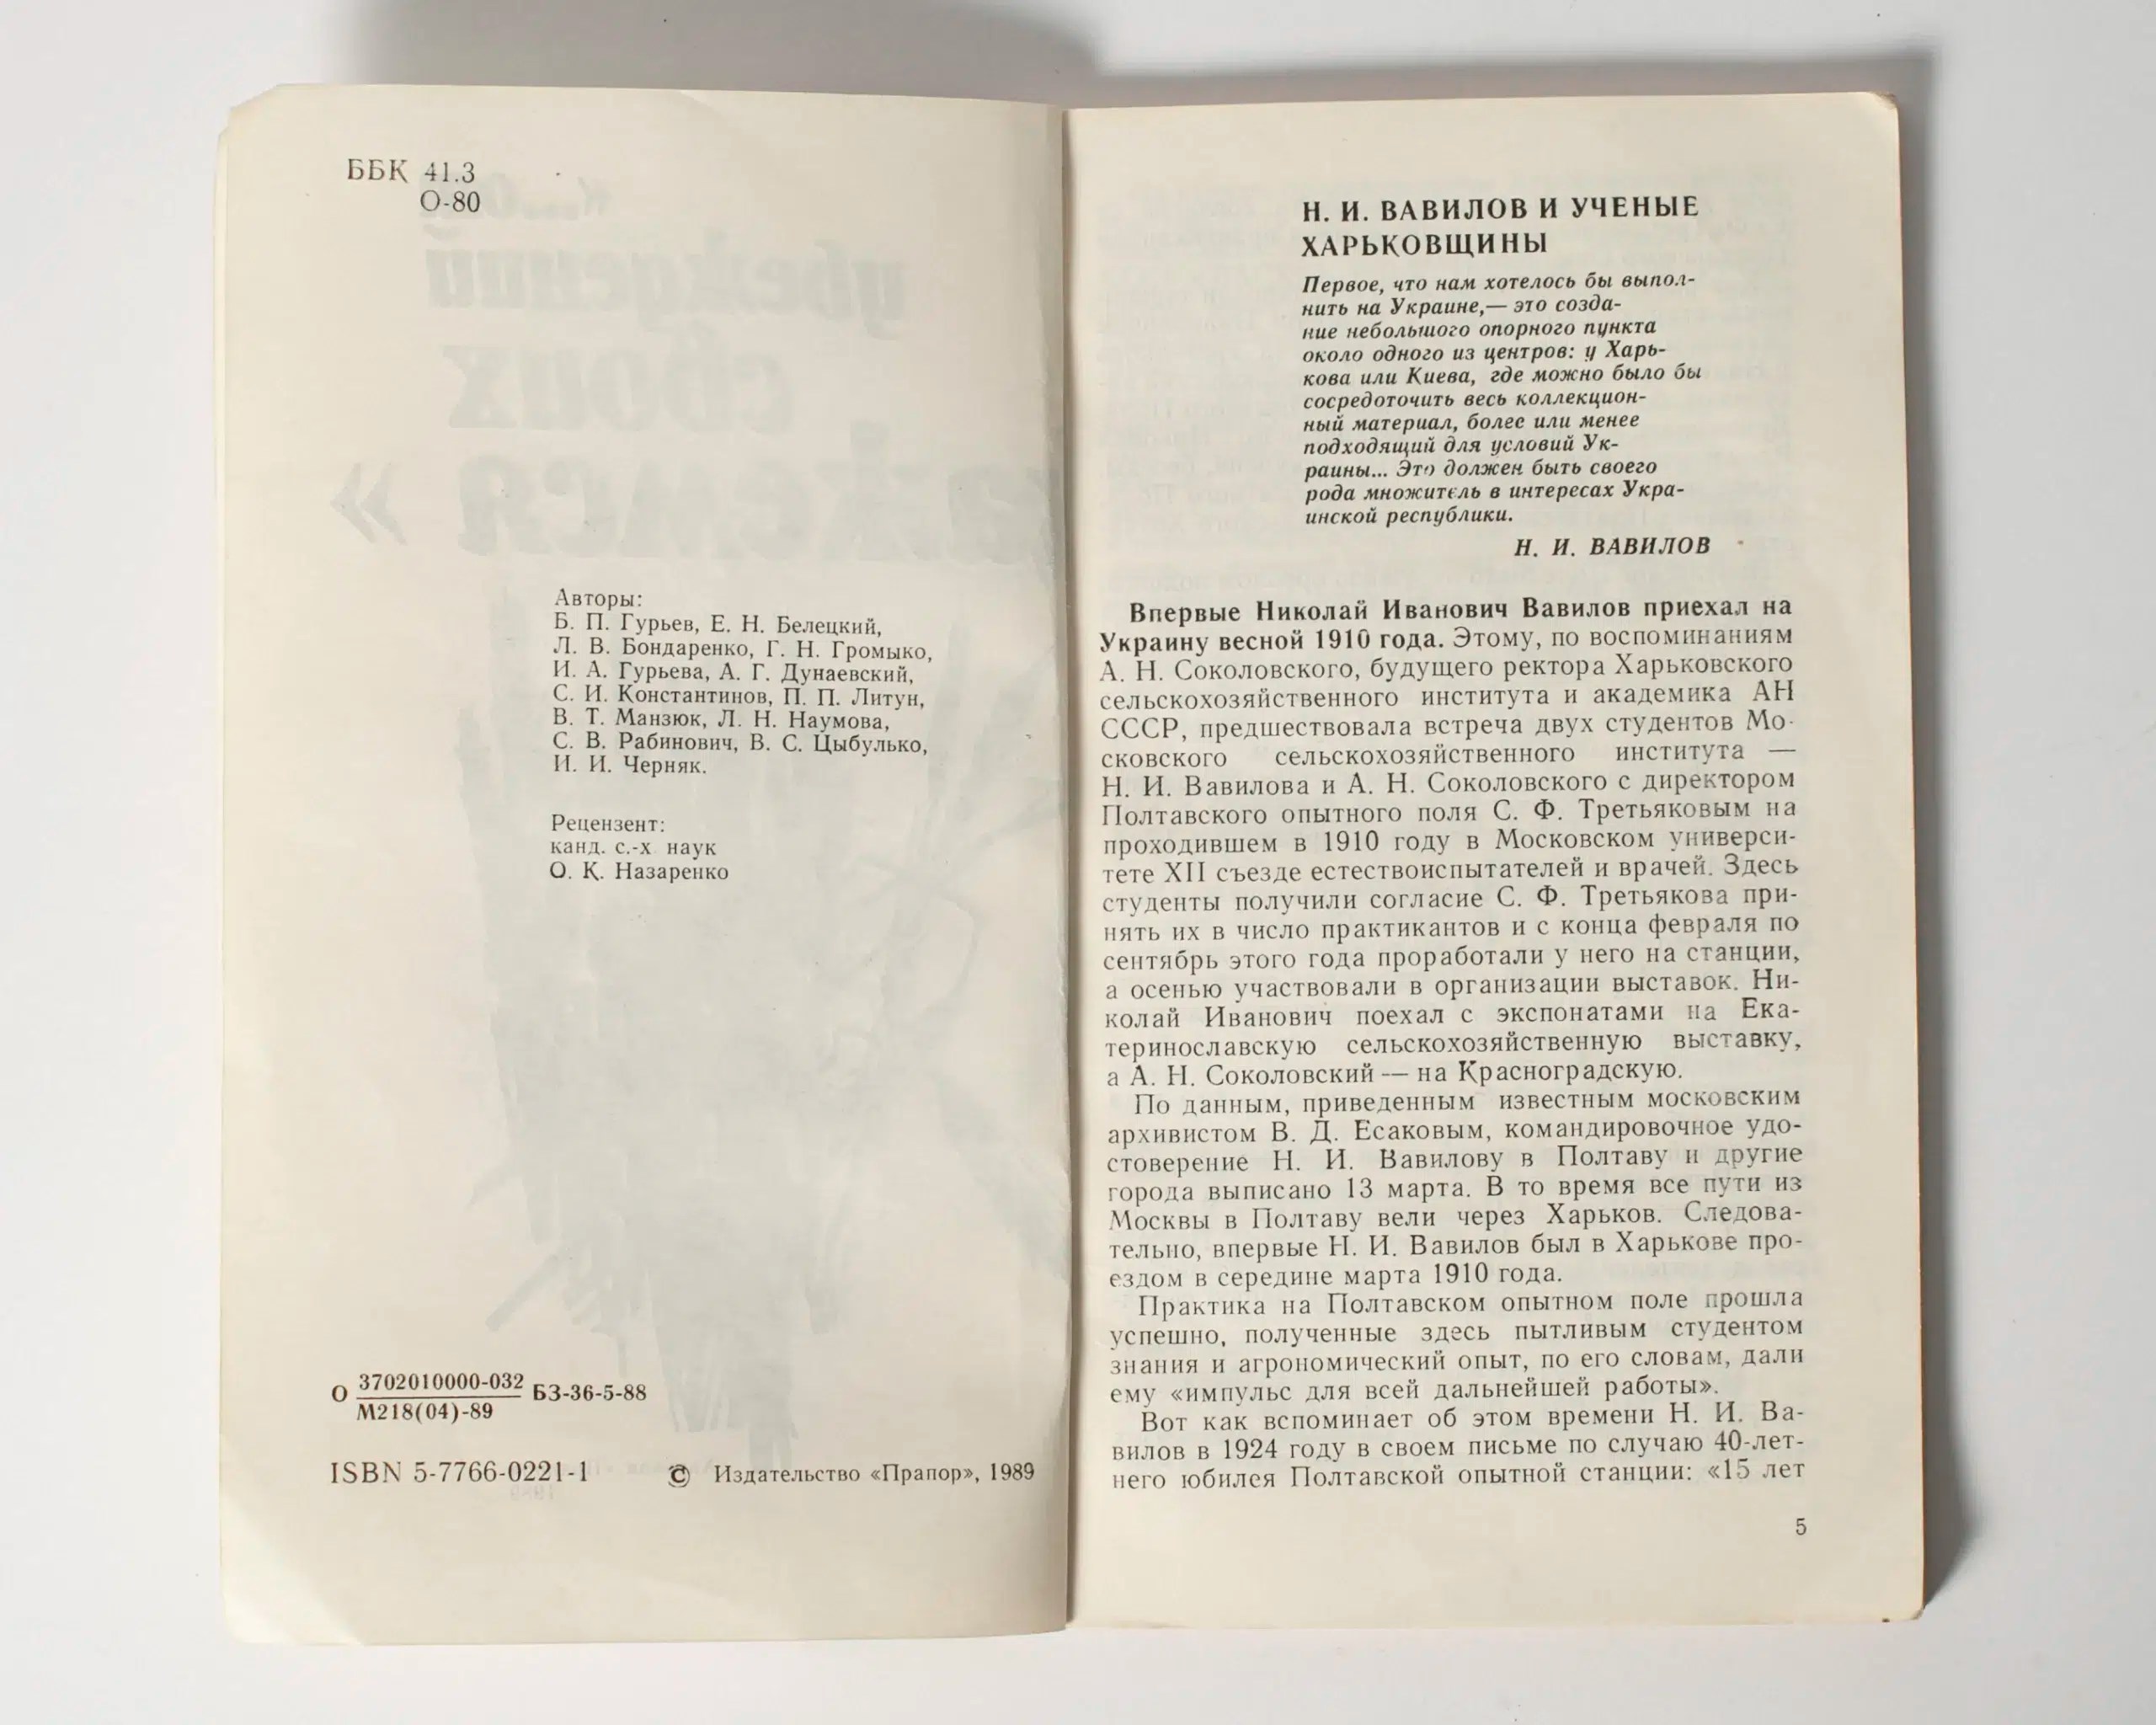 ББК 41.3
О-80
Авторы:
Б. П. Гурьев, Е. Н. Белецкий,
Л. В. Бондаренко, Г. Н. Громыко,
И. А. Гурьева, А. Г. Дунаевский,
С. И. Константинов, П. П. Литун,
В. Т. Манзюк, Л. Н. Наумова,
С. В. Рабинович, В. С. Цыбулько,
И. И. Черняк.
Рецензент:
канд. с.-х наук
О. К. Назаренко
О 3702010000-032 БЗ-36-5-88
М218(04)-89
ISBN 5-7766-0221-1 © Издательство «Прапор», 1989
Н. И. ВАВИЛОВ И УЧЕНЫЕ
ХАРЬКОВЩИНЫ
Первое, что нам хотелось бы выпол-
нить на Украине,— это созда-
ние небольшого опорного пункта
около одного из центров: у Харь-
кова или Киева, где можно было бы
сосредоточить весь коллекцион-
ный материал, более или менее
подходящий для условий Ук-
раины... Это должен быть своего
рода множитель в интересах Укра-
инской республики.
Н. И. ВАВИЛОВ
Впервые Николай Иванович Вавилов приехал на
Украину весной 1910 года. Этому, по воспоминаниям
А. Н. Соколовского, будущего ректора Харьковского
сельскохозяйственного института и академика АН
СССР, предшествовала встреча двух студентов Мо-
сковского сельскохозяйственного института —
Н. И. Вавилова и А. Н. Соколовского с директором
Полтавского опытного поля С. Ф. Третьяковым на
проходившем в 1910 году в Московском универси-
тете XII съезде естествоиспытателей и врачей. Здесь
студенты получили согласие С. Ф. Третьякова при-
нять их в число практикантов и с конца февраля по
сентябрь этого года проработали у него на станции,
а осенью участвовали в организации выставок. Ни-
колай Иванович поехал с экспонатами на Ека-
теринославскую сельскохозяйственную выставку,
а А. Н. Соколовский — на Красноградскую.
По данным, приведенным известным московским
архивистом В. Д. Есаковым, командировочное удо-
стоверение Н. И. Вавилову в Полтаву и другие
города выписано 13 марта. В то время все пути из
Москвы в Полтаву вели через Харьков. Следова-
тельно, впервые Н. И. Вавилов был в Харькове про-
ездом в середине марта 1910 года.
Практика на Полтавском опытном поле прошла
успешно, полученные здесь пытливым студентом
знания и агрономический опыт, по его словам, дали
ему «импульс для всей дальнейшей работы».
Вот как вспоминает об этом времени Н. И. Ва-
вилов в 1924 году в своем письме по случаю 40-лет-
него юбилея Полтавской опытной станции: «15 лет
5